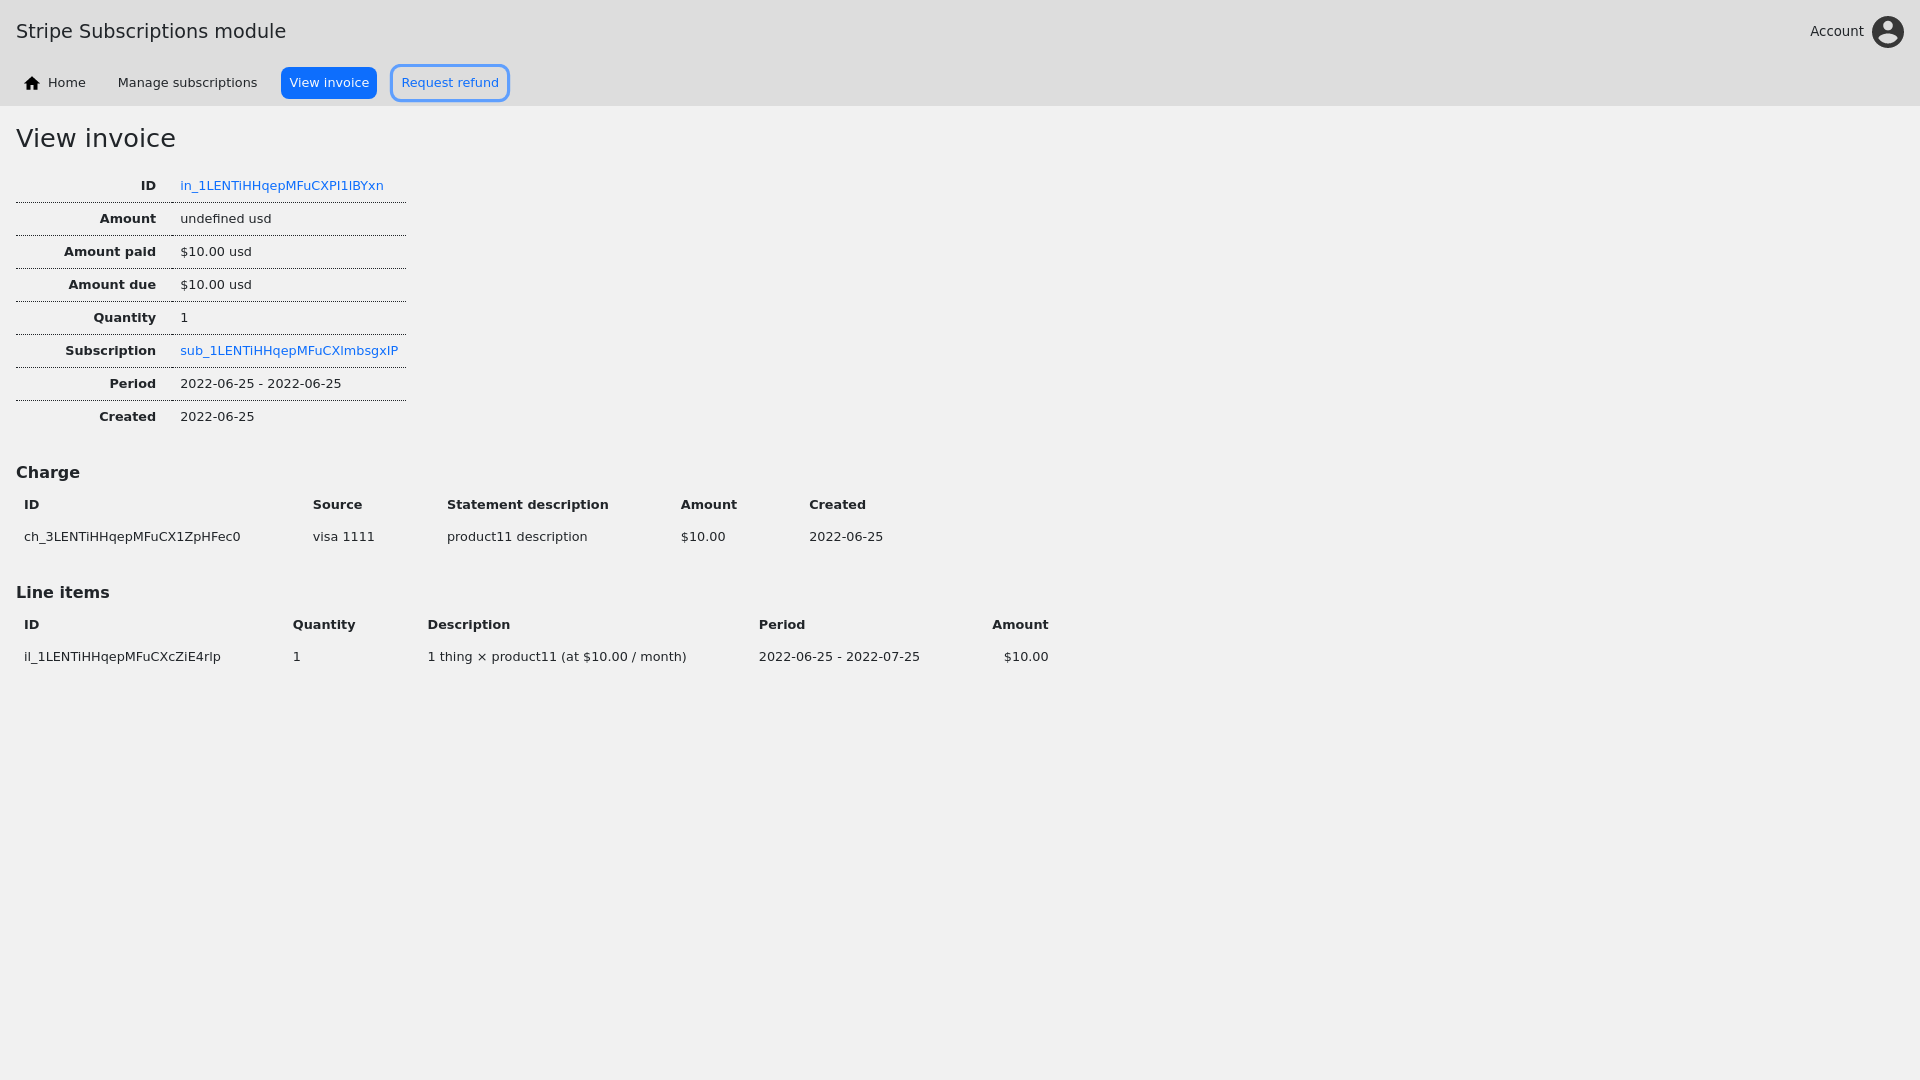 Stripe Subscriptions module
Account
Home Manage subscriptions View invoice Request refund
View invoice
ID in_1LENTiHHqepMFuCXPI1IBYxn
Amount undefined usd
Amount paid $10.00 usd
Amount due $10.00 usd
Quantity 1
Subscription sub_1LENTiHHqepMFuCXlmbsgxIP
Period 2022-06-25 - 2022-06-25
Created 2022-06-25
Charge
ID Source Statement description Amount Created
ch_3LENTiHHqepMFuCX1ZpHFec0 visa 1111 product11 description $10.00 2022-06-25
Line items
ID Quantity Description Period Amount
il_1LENTiHHqepMFuCXcZiE4rlp 1 1 thing × product11 (at $10.00 / month) 2022-06-25 - 2022-07-25 $10.00